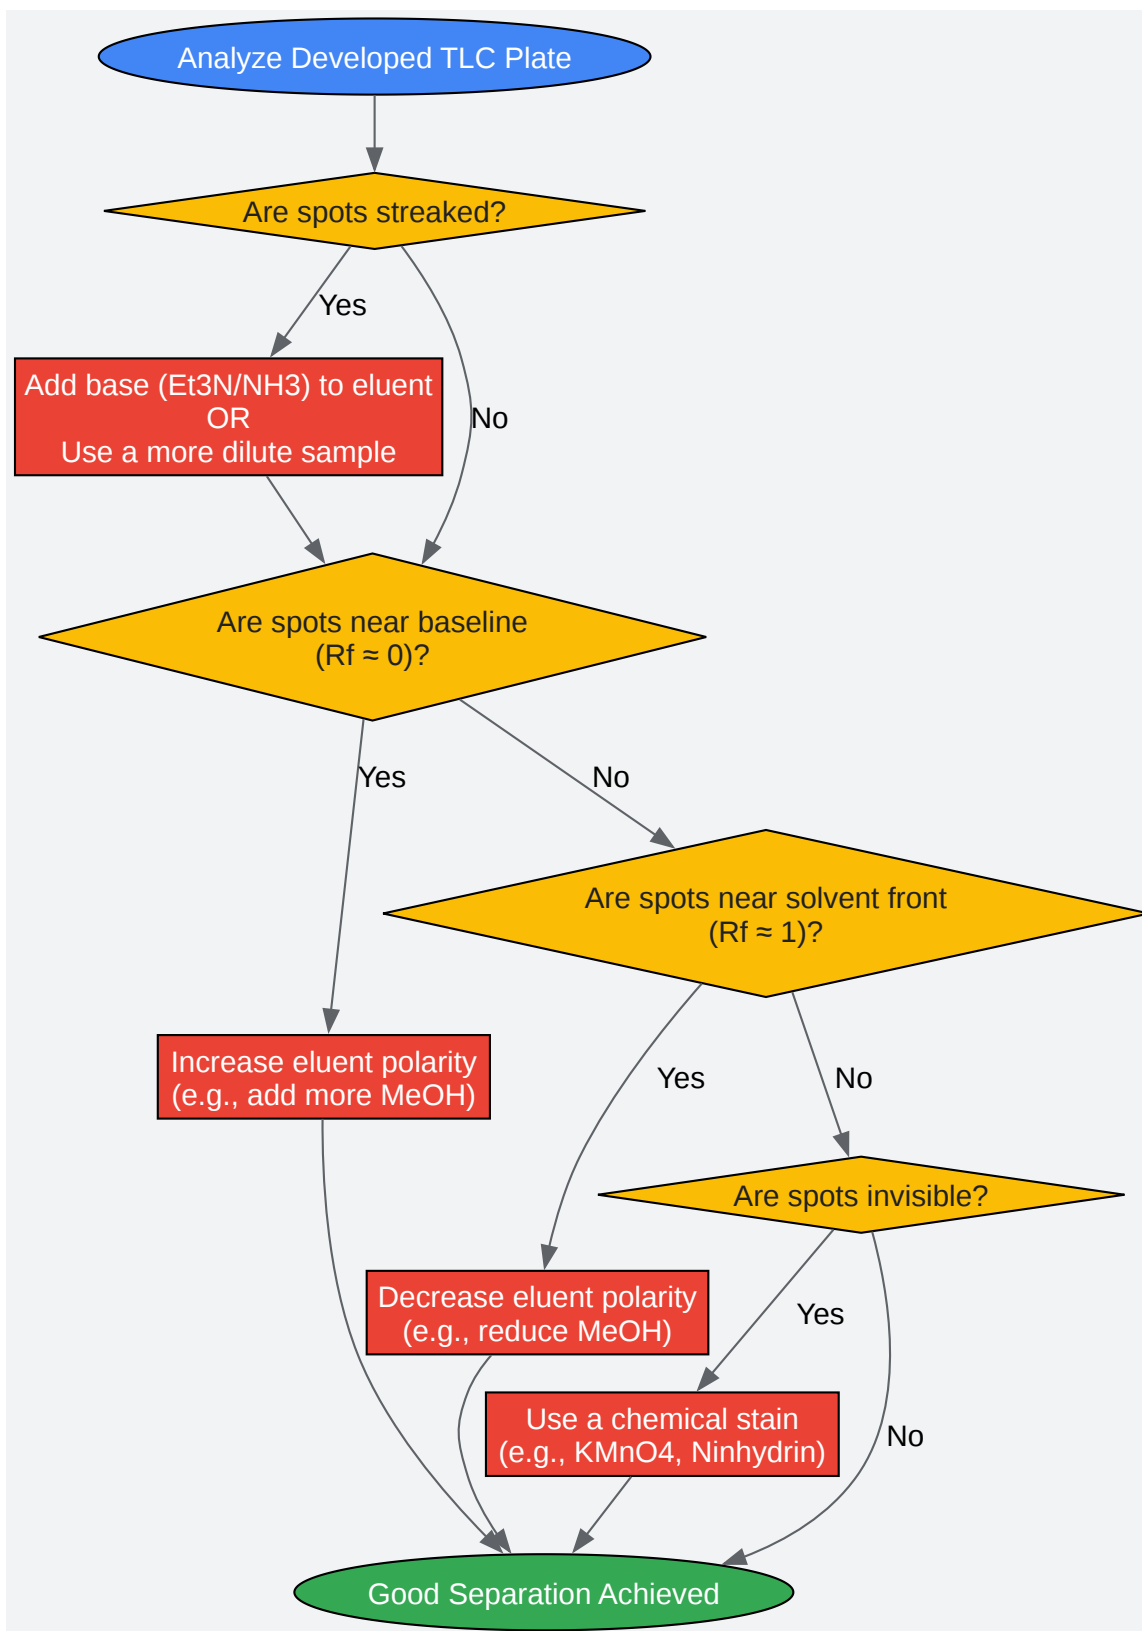 Analyze Developed TLC Plate
Are spots streaked?
Yes
No
Add base (Et3N/NH3) to eluent
OR
Use a more dilute sample
Are spots near baseline
(Rf ≈ 0)?
Yes
No
Are spots near solvent front
(Rf ≈ 1)?
Increase eluent polarity
(e.g., add more MeOH)
Yes
No
Are spots invisible?
Decrease eluent polarity
(e.g., reduce MeOH)
Yes
No
Use a chemical stain
(e.g., KMnO4, Ninhydrin)
Good Separation Achieved